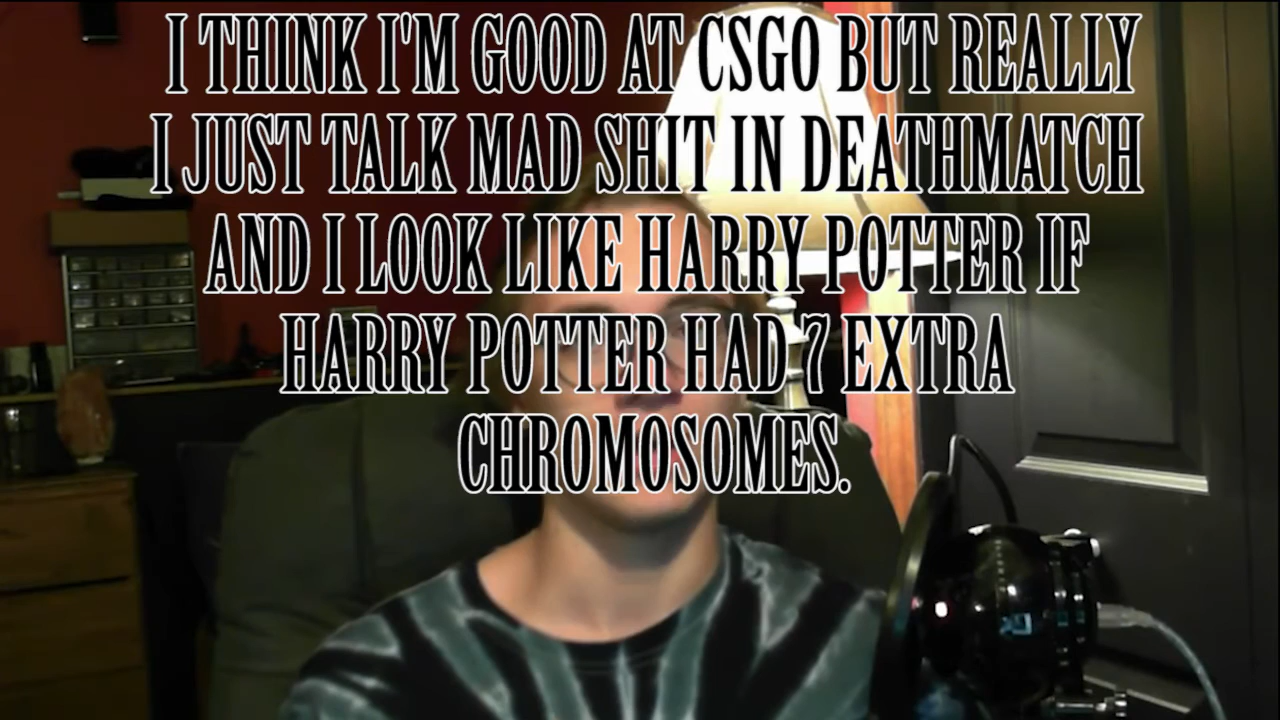 I THINK I'M GOOD AT CSGO BUT REALLY
I JUST TALK MAD SHIT IN DEATHMATCH
AND I LOOK LIKE HARRY POTTER IF
HARRY POTTER HAD 7 EXTRA
CHROMOSOMES.